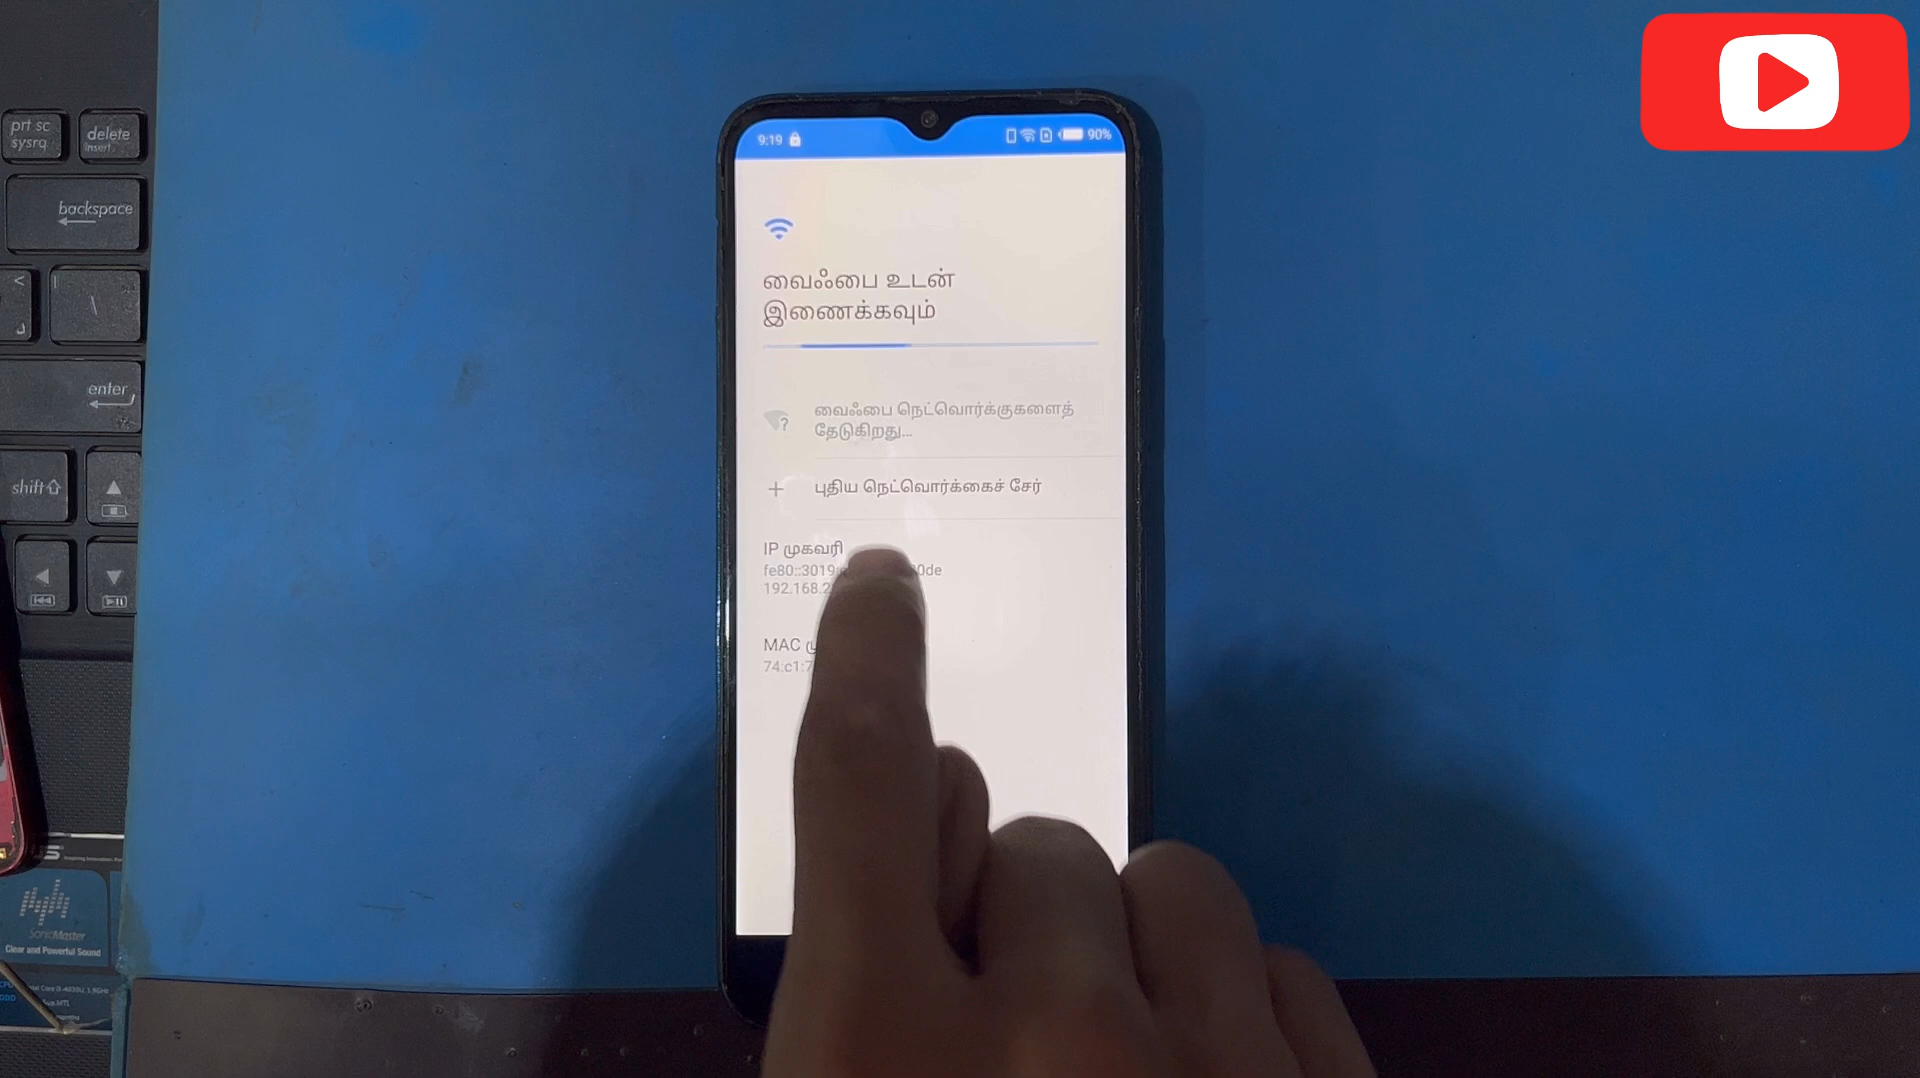 prt sc
sysrq
delete
insert
backspace
enter
shift
SonicMaster
Clear and Powerful Sound
9:19
90%
வைஃபை உடன்
இணைக்கவும்
வைஃபை நெட்வொர்க்குகளைத்
தேடுகிறது...
புதிய நெட்வொர்க்கைச் சேர்
IP முகவரி
fe80::3019
0de
192.168.2
MAC மு
74:c1:7